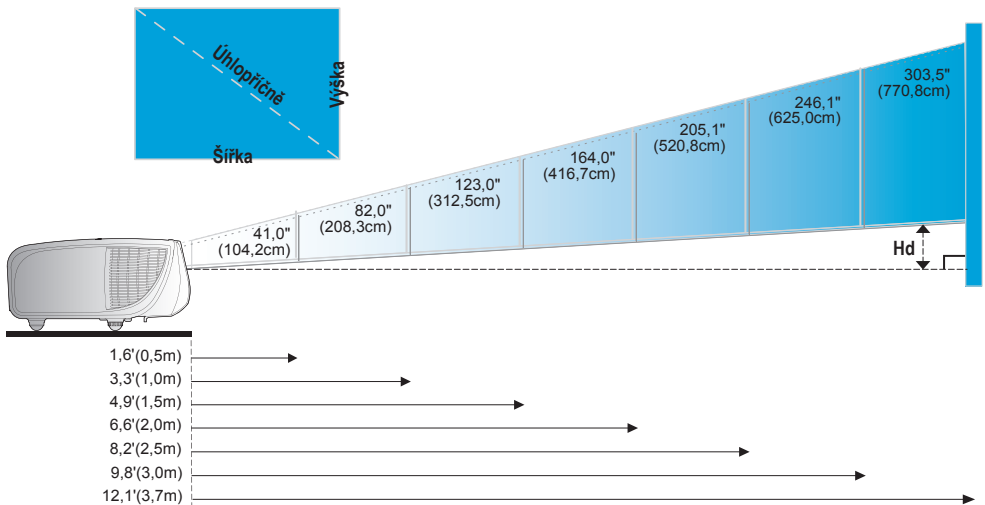 Úhlopříčně
Výška
Šířka
41,0"
(104,2cm)
82,0"
(208,3cm)
123,0"
(312,5cm)
164,0"
(416,7cm)
205,1"
(520,8cm)
246,1"
(625,0cm)
303,5"
(770,8cm)
Hd
1,6'(0,5m)
3,3'(1,0m)
4,9'(1,5m)
6,6'(2,0m)
8,2'(2,5m)
9,8'(3,0m)
12,1'(3,7m)